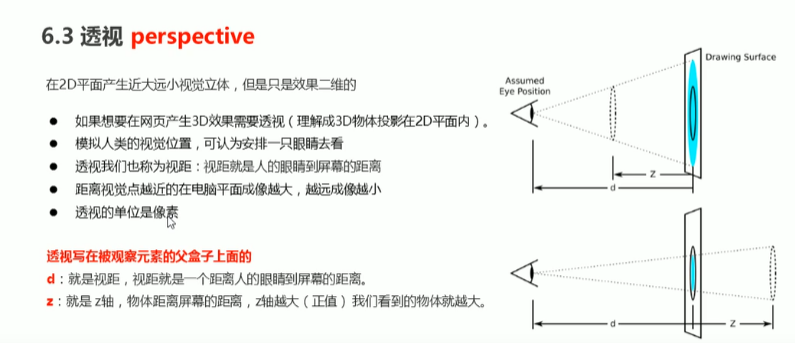 6.3 透视 perspective
在2D平面产生近大远小视觉立体，但是只是效果二维的
● 如果想要在网页产生3D效果需要透视（理解成3D物体投影在2D平面内）。
● 模拟人类的视觉位置，可认为安排一只眼睛去看
● 透视我们也称为视距：视距就是人的眼睛到屏幕的距离
● 距离视觉点越近的在电脑平面成像越大，越远成像越小
● 透视的单位是像素
透视写在被观察元素的父盒子上面的
d：就是视距，视距就是一个距离人的眼睛到屏幕的距离。
z：就是 z轴，物体距离屏幕的距离，z轴越大（正值） 我们看到的物体就越大。
Drawing Surface
Assumed
Eye Position
Z
d
d
Z